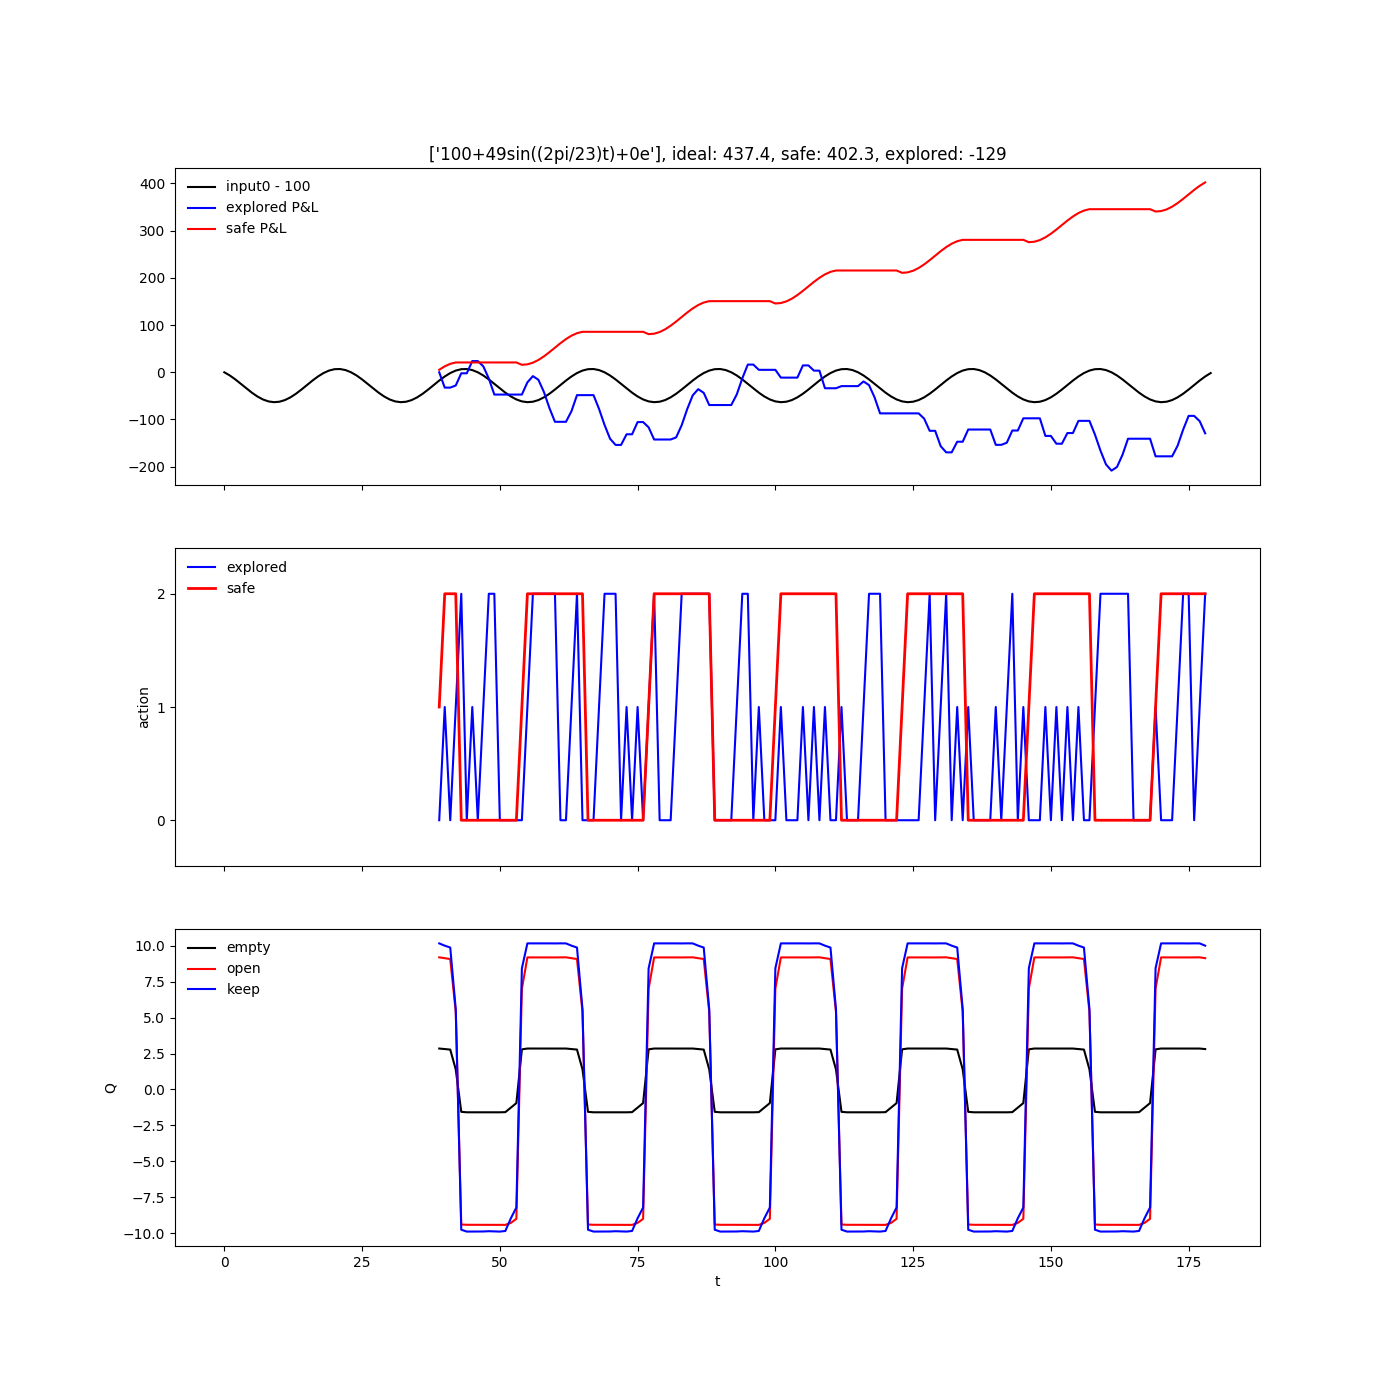 ['100+49sin((2pi/23)t)+0e'], ideal: 437.4, safe: 402.3, explored: -129
input0 - 100
explored P&L
safe P&L
400
300
200
100
0
−100
−200
explored
safe
2
1
0
action
empty
open
keep
10.0
7.5
5.0
2.5
0.0
−2.5
−5.0
−7.5
−10.0
Q
0 25 50 75 100 125 150 175
t